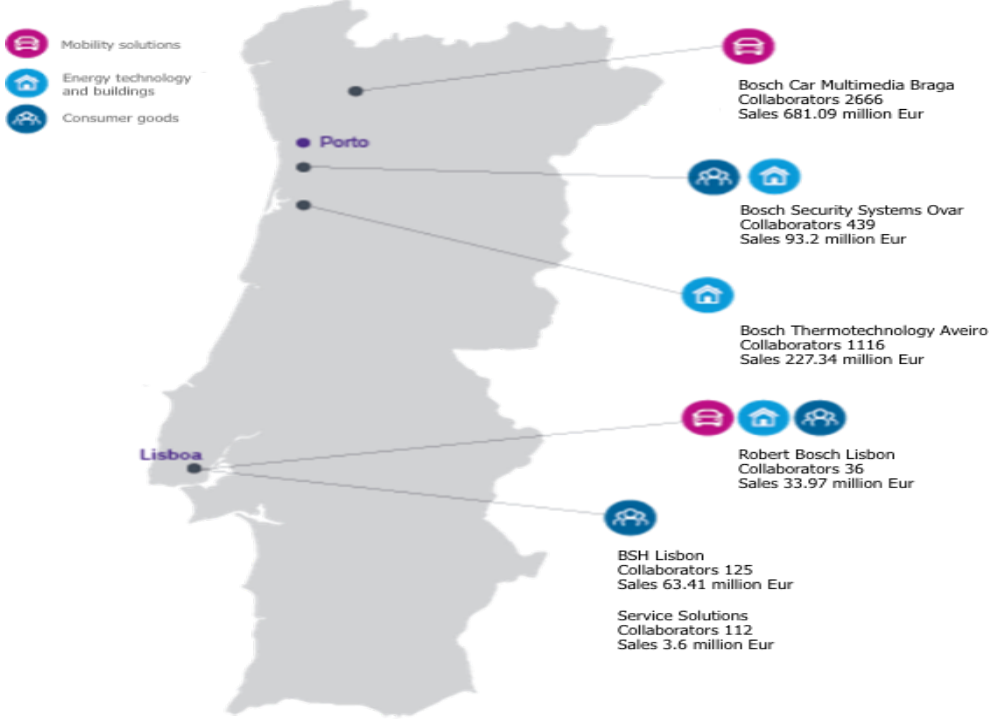 Mobility solutions
Energy technology
and buildings
Consumer goods
Bosch Car Multimedia Braga
Collaborators 2666
Sales 681.09 million Eur
Porto
Bosch Security Systems Ovar
Collaborators 439
Sales 93.2 million Eur
Bosch Thermotechnology Aveiro
Collaborators 1116
Sales 227.34 million Eur
Lisboa
Robert Bosch Lisbon
Collaborators 36
Sales 33.97 million Eur
BSH Lisbon
Collaborators 125
Sales 63.41 million Eur
Service Solutions
Collaborators 112
Sales 3.6 million Eur